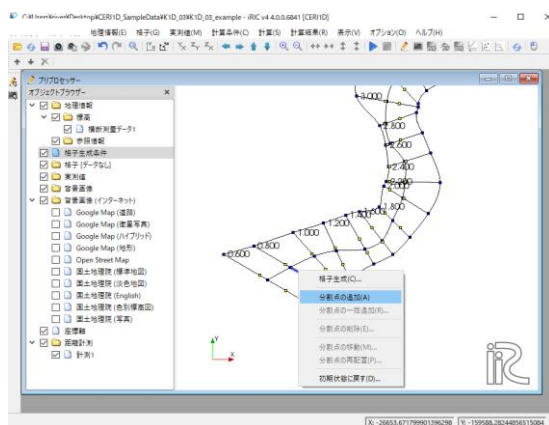 C:\Users\river\Desktop\CERI1D_SampleData\K1D_03\K1D_03_example - iRIC v4 4.0.0.6841 [CERI1D]
地理情報(E) 格子(G) 実測値(M) 計算条件(C) 計算(S) 計算結果(R) 表示(V) オプション(O) ヘルプ(H)
プリプロセッサー
オブジェクトブラウザー
地理情報
標高
横断測量データ1
参照情報
格子生成条件
格子 (データなし)
実測値
背景画像
背景画像 (インターネット)
Google Map (道路)
Google Map (衛星写真)
Google Map (ハイブリッド)
Google Map (地形)
Open Street Map
国土地理院 (標準地図)
国土地理院 (淡色地図)
国土地理院 (English)
国土地理院 (色別標高図)
国土地理院 (写真)
座標軸
距離計測
計測1
3.000
2.800
2.600
2.400
2.000
1.800
1.200
1.000
0.800
0.600
格子生成(C)...
分割点の追加(A)
分割点の一括追加(R)...
分割点の削除(E)...
分割点の移動(M)...
分割点の再配置(P)...
初期状態に戻す(D)...
Y
X
iRIC
X: -26653.671799901396298
Y: -159588.28244856515084